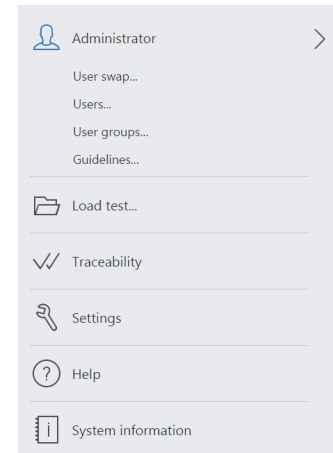 Administrator
User swap...
Users...
User groups...
Guidelines...
Load test...
Traceability
Settings
? Help
i System information